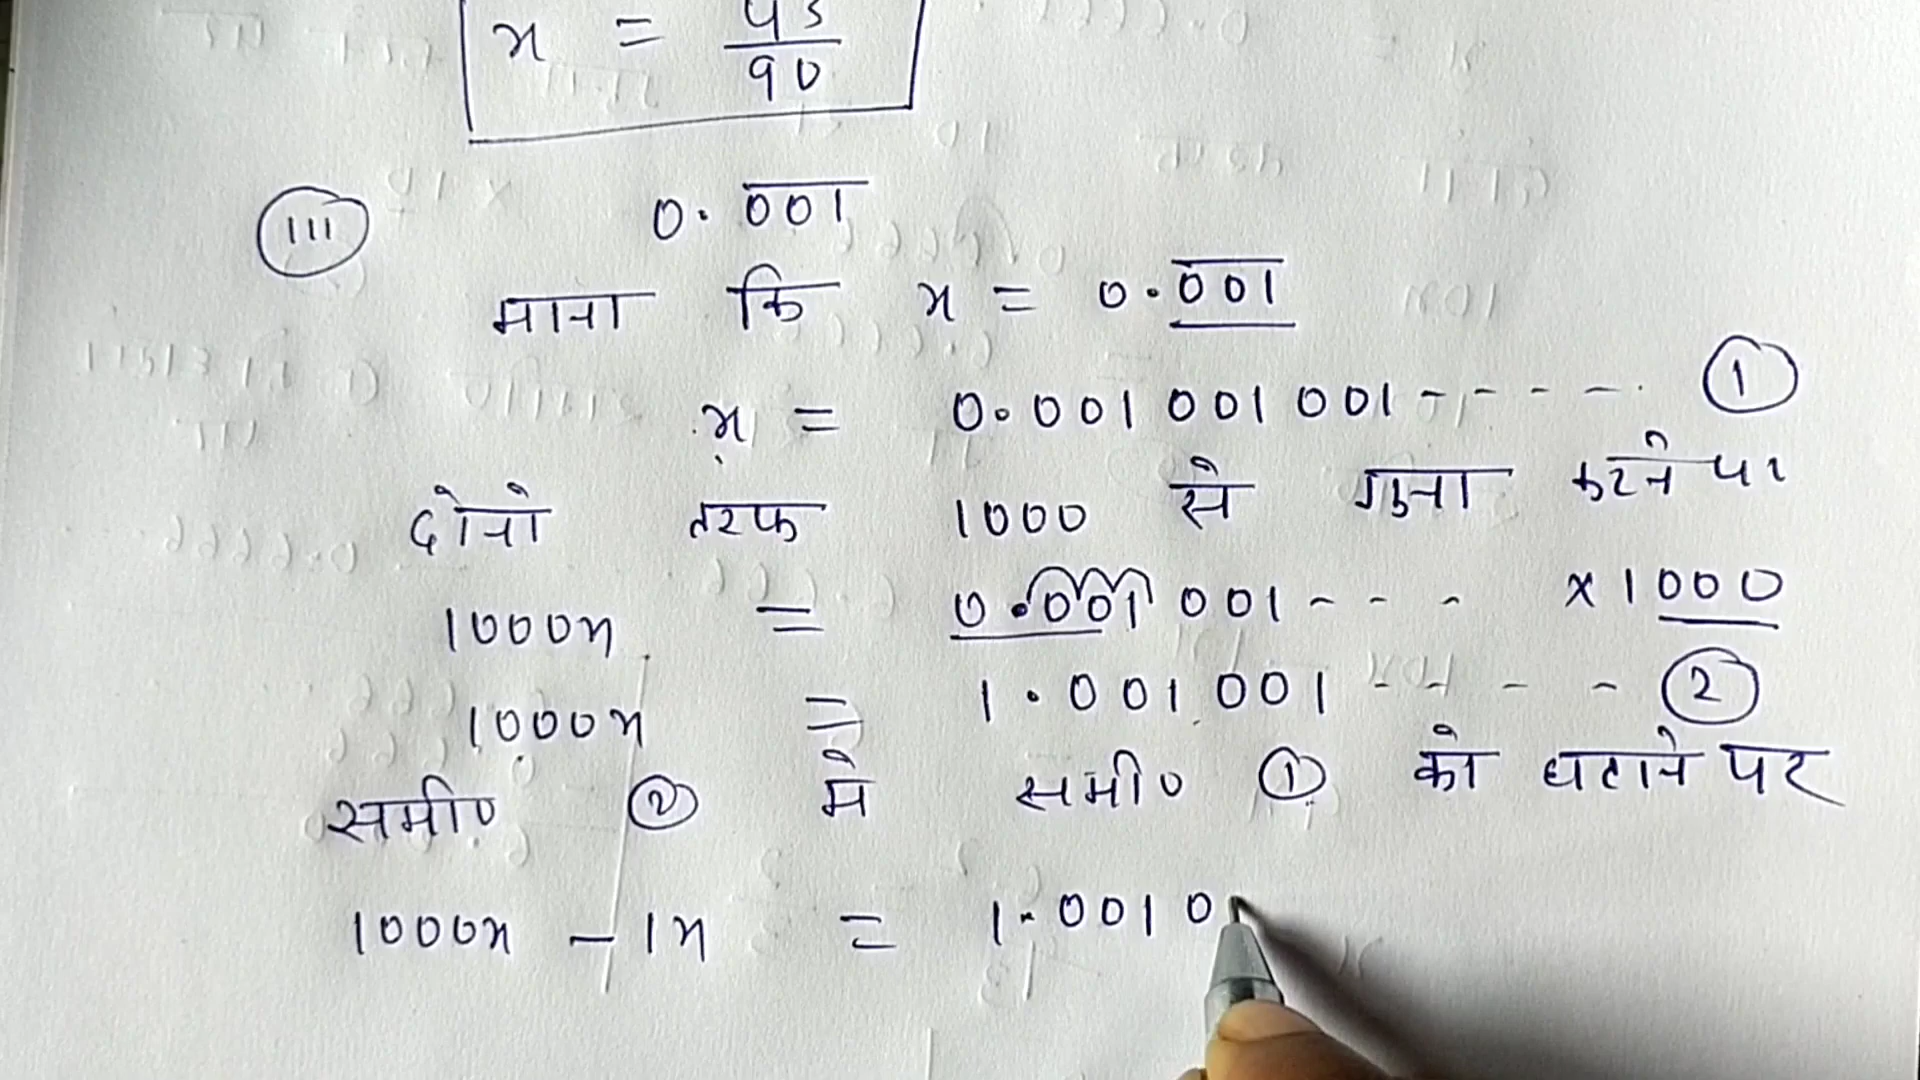 x = 43/90
III 0.001̅
माना कि x = 0.001̅
x = 0.001001001 - - - - - ①
दोनो तरफ 1000 से गुना करने पर
1000x = 0.001001 - - - ×1000
1000x = 1.001001 - - - - ②
समी० ② मे समी० ① को घटाने पर
1000x - 1x = 1.0010